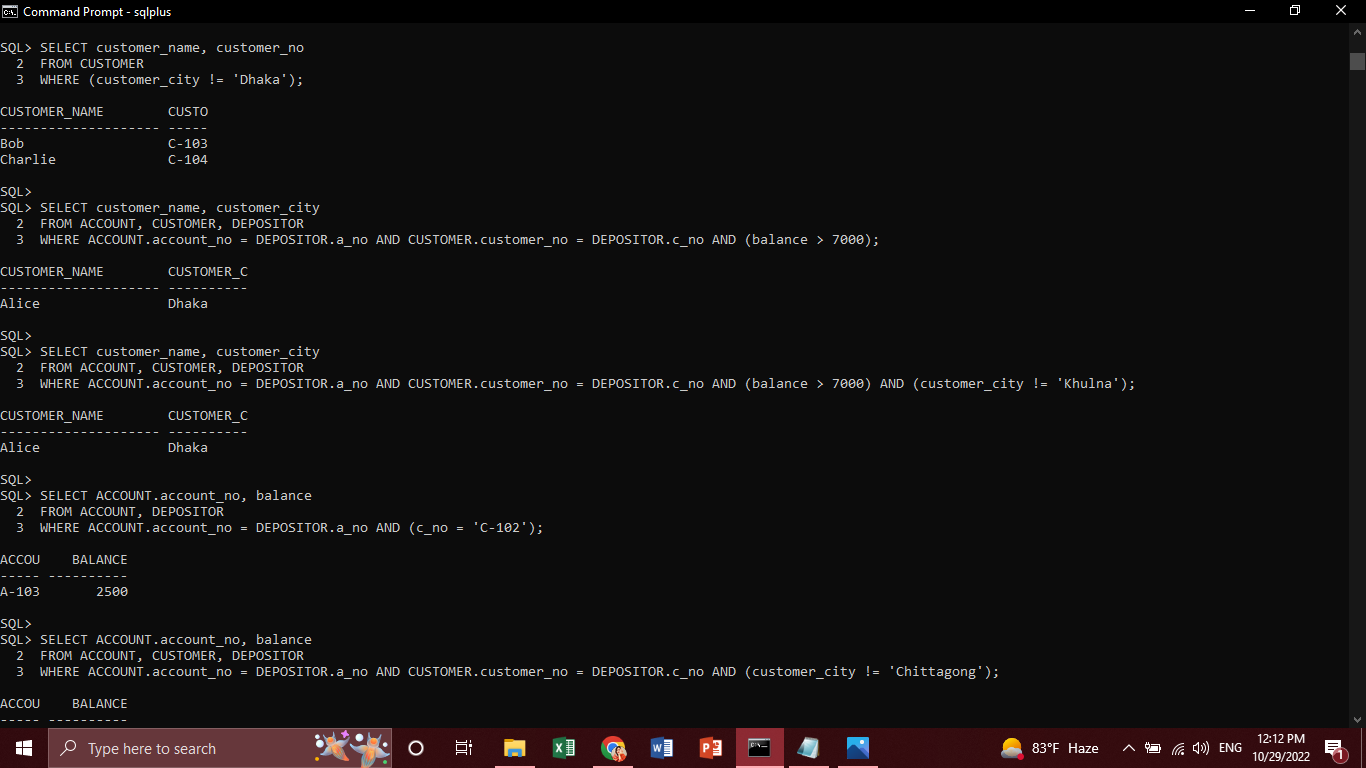 Command Prompt - sqlplus
SQL> SELECT customer_name, customer_no
  2  FROM CUSTOMER
  3  WHERE (customer_city != 'Dhaka');
CUSTOMER_NAME        CUSTO
-------------------- -----
Bob                  C-103
Charlie              C-104
SQL>
SQL> SELECT customer_name, customer_city
  2  FROM ACCOUNT, CUSTOMER, DEPOSITOR
  3  WHERE ACCOUNT.account_no = DEPOSITOR.a_no AND CUSTOMER.customer_no = DEPOSITOR.c_no AND (balance > 7000);
CUSTOMER_NAME        CUSTOMER_C
-------------------- ----------
Alice                Dhaka
SQL>
SQL> SELECT customer_name, customer_city
  2  FROM ACCOUNT, CUSTOMER, DEPOSITOR
  3  WHERE ACCOUNT.account_no = DEPOSITOR.a_no AND CUSTOMER.customer_no = DEPOSITOR.c_no AND (balance > 7000) AND (customer_city != 'Khulna');
CUSTOMER_NAME        CUSTOMER_C
-------------------- ----------
Alice                Dhaka
SQL>
SQL> SELECT ACCOUNT.account_no, balance
  2  FROM ACCOUNT, DEPOSITOR
  3  WHERE ACCOUNT.account_no = DEPOSITOR.a_no AND (c_no = 'C-102');
ACCOU    BALANCE
----- ----------
A-103       2500
SQL>
SQL> SELECT ACCOUNT.account_no, balance
  2  FROM ACCOUNT, CUSTOMER, DEPOSITOR
  3  WHERE ACCOUNT.account_no = DEPOSITOR.a_no AND CUSTOMER.customer_no = DEPOSITOR.c_no AND (customer_city != 'Chittagong');
ACCOU    BALANCE
----- ----------
Type here to search
83°F Haze
ENG
12:12 PM
10/29/2022
1